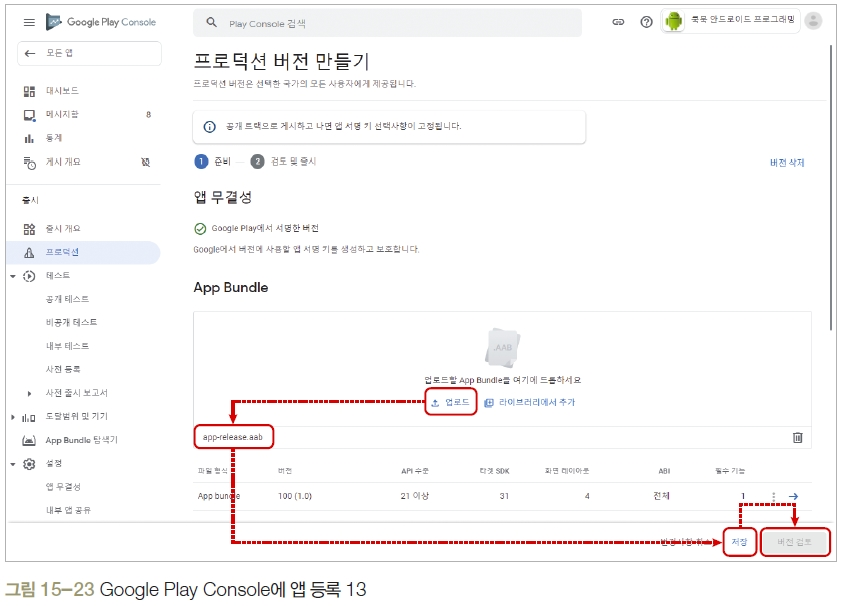 Google Play Console
Play Console 검색
쿡북 안드로이드 프로그래밍
모든 앱
대시보드
메시지함 8
통계
게시 개요
출시
출시 개요
프로덕션
테스트
공개 테스트
비공개 테스트
내부 테스트
사전 등록
사전 출시 보고서
도달범위 및 기기
App Bundle 탐색기
설정
앱 무결성
내부 앱 공유
프로덕션 버전 만들기
프로덕션 버전은 선택한 국가의 모든 사용자에게 제공됩니다.
공개 트랙으로 게시하고 나면 앱 서명 키 선택사항이 고정됩니다.
1 준비 2 검토 및 출시
버전 삭제
앱 무결성
Google Play에서 서명한 버전
Google에서 버전에 사용할 앱 서명 키를 생성하고 보호합니다.
App Bundle
.AAB
업로드할 App Bundle을 여기에 드롭하세요
업로드 라이브러리에서 추가
app-release.aab
파일 형식 버전 API 수준 타겟 SDK 화면 레이아웃 ABI 필수 기능
App bundle 100 (1.0) 21 이상 31 4 전체 1
변경사항 취소 저장 버전 검토
그림 15-23 Google Play Console에 앱 등록 13